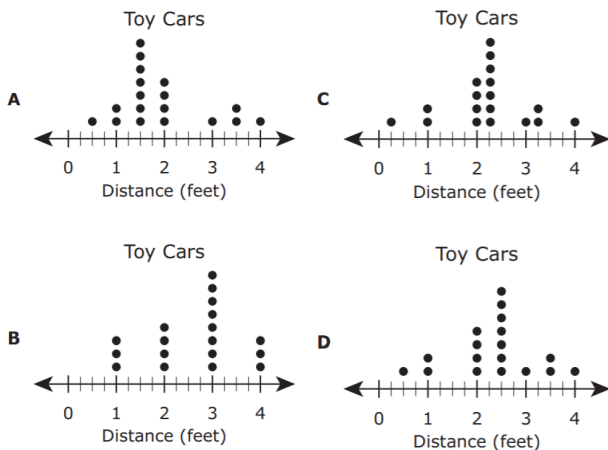 Toy Cars
A
0 1 2 3 4
Distance (feet)
Toy Cars
C
0 1 2 3 4
Distance (feet)
Toy Cars
B
0 1 2 3 4
Distance (feet)
Toy Cars
D
0 1 2 3 4
Distance (feet)